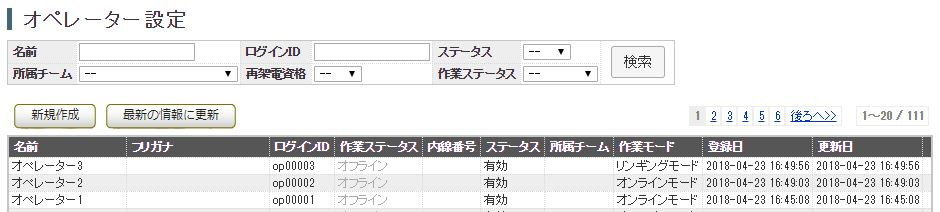 オペレーター設定
名前 ログインID ステータス -- 検索
所属チーム -- 再架電資格 -- 作業ステータス --
新規作成 最新の情報に更新 1 2 3 4 5 6 後ろへ>> 1～20 / 111
名前 フリガナ ログインID 作業ステータス 内線番号 ステータス 所属チーム 作業モード 登録日 更新日
オペレーター3 op00003 オフライン 有効 リンギングモード 2018-04-23 16:49:56 2018-04-23 16:49:56
オペレーター2 op00002 オフライン 有効 オンラインモード 2018-04-23 16:49:03 2018-04-23 16:49:03
オペレーター1 op00001 オフライン 有効 オンラインモード 2018-04-23 16:45:08 2018-04-23 16:45:08